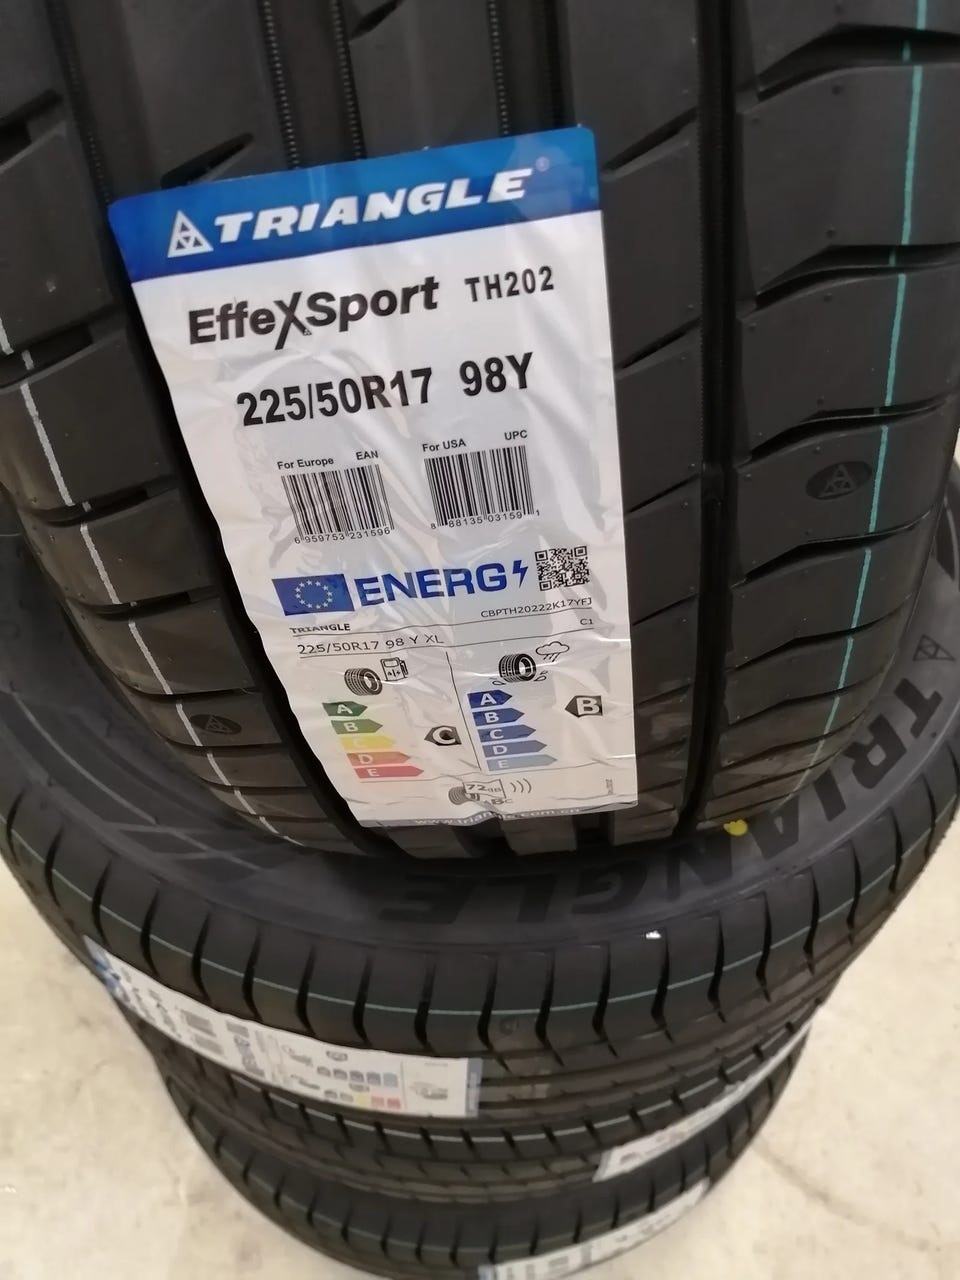 TRIANGLE®
EffeXSport TH202
225/50R17 98Y
For Europe EAN
For USA UPC
6 959753 231596
8 88135 03159 1
ENERG
TRIANGLE
CBPTH20222K17YFJ
225/50R17 98 Y XL
C1
A
B
C
D
E
C
A
B
C
D
E
B
72dB
ABC
www.triangle.com.cn
TRIANGLE